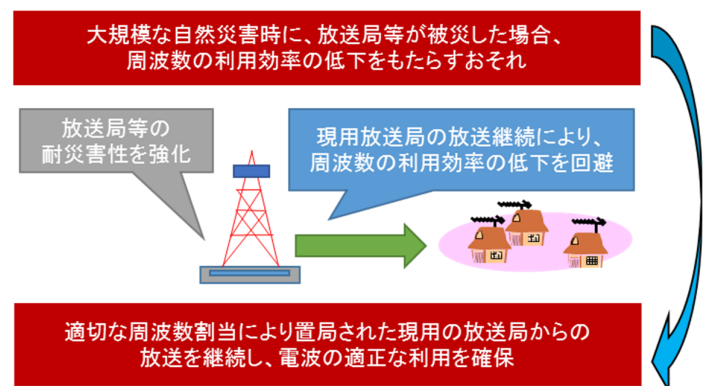 大規模な自然災害時に、放送局等が被災した場合、
周波数の利用効率の低下をもたらすおそれ
放送局等の
耐災害性を強化
現用放送局の放送継続により、
周波数の利用効率の低下を回避
適切な周波数割当により置局された現用の放送局からの
放送を継続し、電波の適正な利用を確保